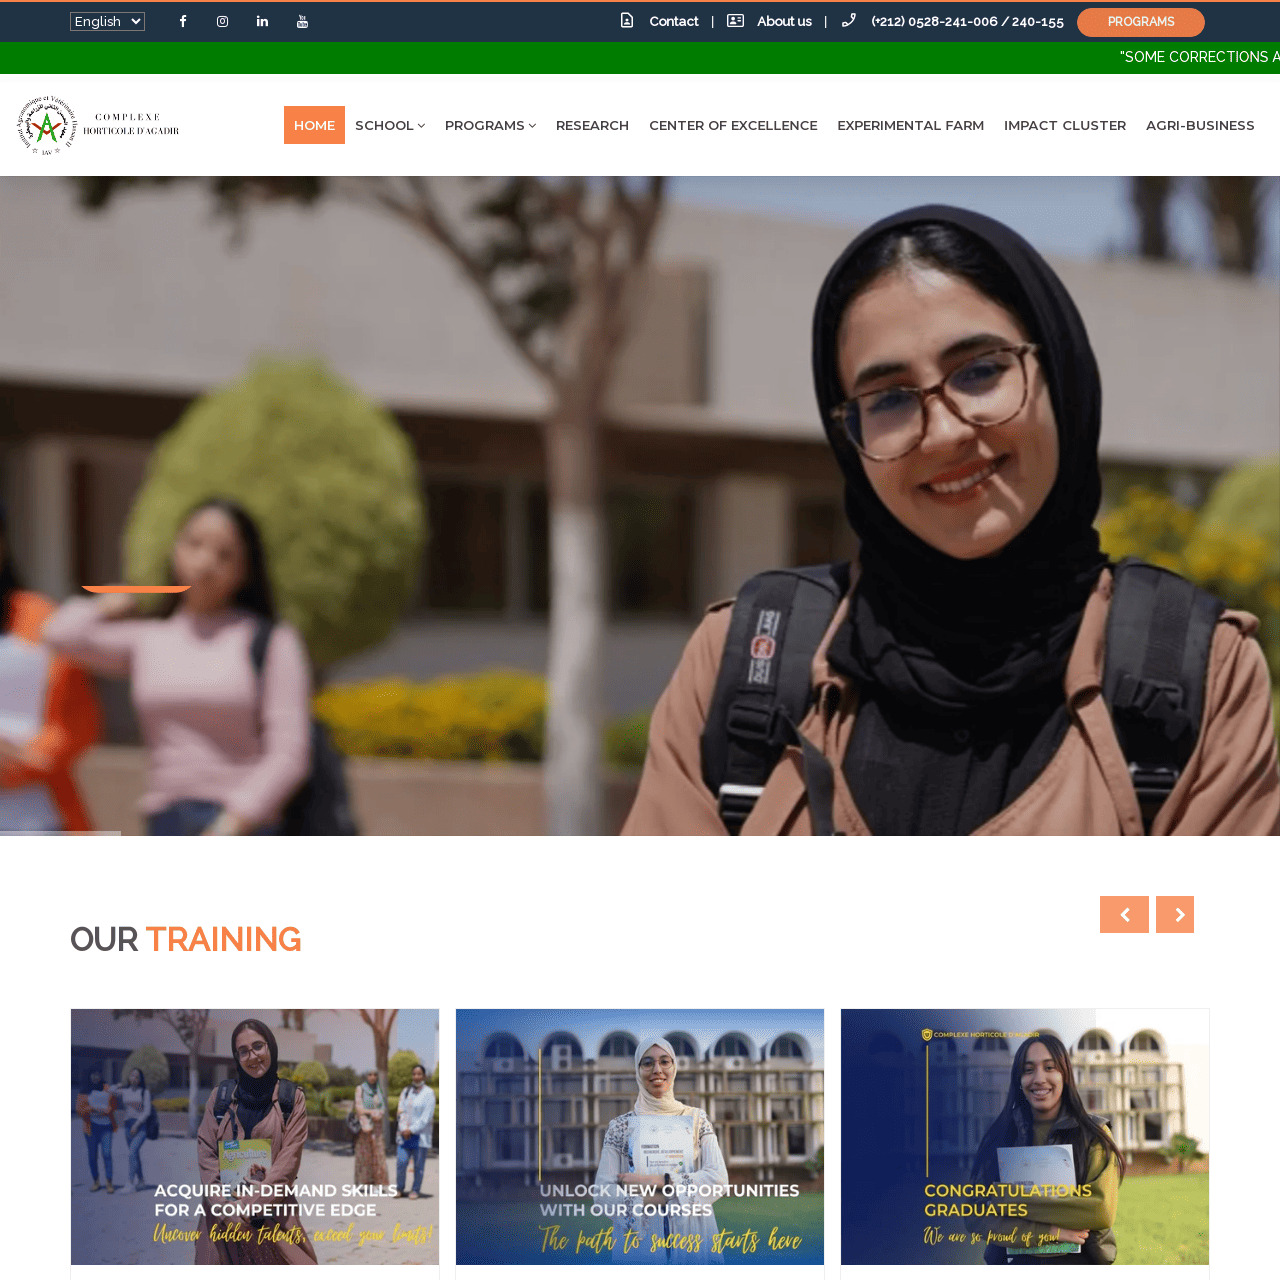 English
Contact | About us | (+212) 0528-241-006 / 240-155 PROGRAMS
"SOME CORRECTIONS A
COMPLEXE
HORTICOLE D'AGADIR
IAV
HOME SCHOOL PROGRAMS RESEARCH CENTER OF EXCELLENCE EXPERIMENTAL FARM IMPACT CLUSTER AGRI-BUSINESS
OUR TRAINING
Agriculture
ACQUIRE IN-DEMAND SKILLS
FOR A COMPETITIVE EDGE
Uncover hidden talents, exceed your limits!
UNLOCK NEW OPPORTUNITIES
WITH OUR COURSES
The path to success starts here
COMPLEXE HORTICOLE D'AGADIR
CONGRATULATIONS
GRADUATES
We are so proud of you!